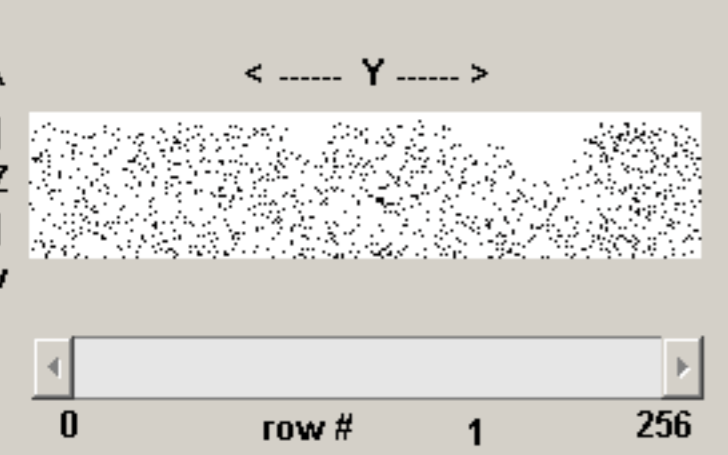 < ------ Y ------ >
Z
0 row # 1 256